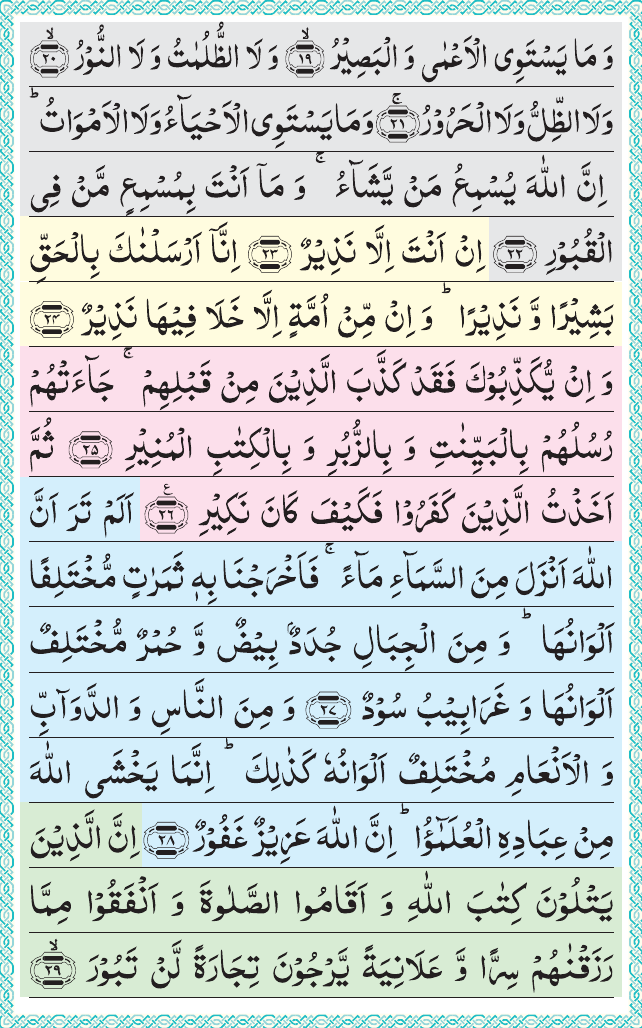 وَ مَا يَسْتَوِى الْاَعْمٰى وَ الْبَصِيْرُ ۙ﴿۱۹﴾ وَ لَا الظُّلُمٰتُ وَ لَا النُّوْرُ ۙ﴿۲۰﴾
وَلَا الظِّلُّ وَلَا الْحَرُوْرُ ۚ﴿۲۱﴾ وَمَا يَسْتَوِى الْاَحْيَآءُ وَلَا الْاَمْوَاتُ ؕ
اِنَّ اللّٰهَ يُسْمِعُ مَنْ يَّشَآءُ ۚ وَ مَاۤ اَنْتَ بِمُسْمِعٍ مَّنْ فِى
الْقُبُوْرِ ﴿۲۲﴾ اِنْ اَنْتَ اِلَّا نَذِيْرٌ ﴿۲۳﴾ اِنَّاۤ اَرْسَلْنٰكَ بِالْحَقِّ
بَشِيْرًا وَّ نَذِيْرًا ؕ وَ اِنْ مِّنْ اُمَّةٍ اِلَّا خَلَا فِيْهَا نَذِيْرٌ ﴿۲۴﴾
وَ اِنْ يُّكَذِّبُوْكَ فَقَدْ كَذَّبَ الَّذِيْنَ مِنْ قَبْلِهِمْ ۚ جَآءَتْهُمْ
رُسُلُهُمْ بِالْبَيِّنٰتِ وَ بِالزُّبُرِ وَ بِالْكِتٰبِ الْمُنِيْرِ ﴿۲۵﴾ ثُمَّ
اَخَذْتُ الَّذِيْنَ كَفَرُوْا فَكَيْفَ كَانَ نَكِيْرِ ﴿۲۶﴾ اَلَمْ تَرَ اَنَّ
اللّٰهَ اَنْزَلَ مِنَ السَّمَآءِ مَآءً ۚ فَاَخْرَجْنَا بِهٖ ثَمَرٰتٍ مُّخْتَلِفًا
اَلْوَانُهَا ؕ وَ مِنَ الْجِبَالِ جُدَدٌۢ بِيْضٌ وَّ حُمْرٌ مُّخْتَلِفٌ
اَلْوَانُهَا وَ غَرَابِيْبُ سُوْدٌ ﴿۲۷﴾ وَ مِنَ النَّاسِ وَ الدَّوَآبِّ
وَ الْاَنْعَامِ مُخْتَلِفٌ اَلْوَانُهٗ كَذٰلِكَ ؕ اِنَّمَا يَخْشَى اللّٰهَ
مِنْ عِبَادِهِ الْعُلَمٰٓؤُا ؕ اِنَّ اللّٰهَ عَزِيْزٌ غَفُوْرٌ ﴿۲۸﴾ اِنَّ الَّذِيْنَ
يَتْلُوْنَ كِتٰبَ اللّٰهِ وَ اَقَامُوا الصَّلٰوةَ وَ اَنْفَقُوْا مِمَّا
رَزَقْنٰهُمْ سِرًّا وَّ عَلَانِيَةً يَّرْجُوْنَ تِجَارَةً لَّنْ تَبُوْرَ ۙ﴿۲۹﴾